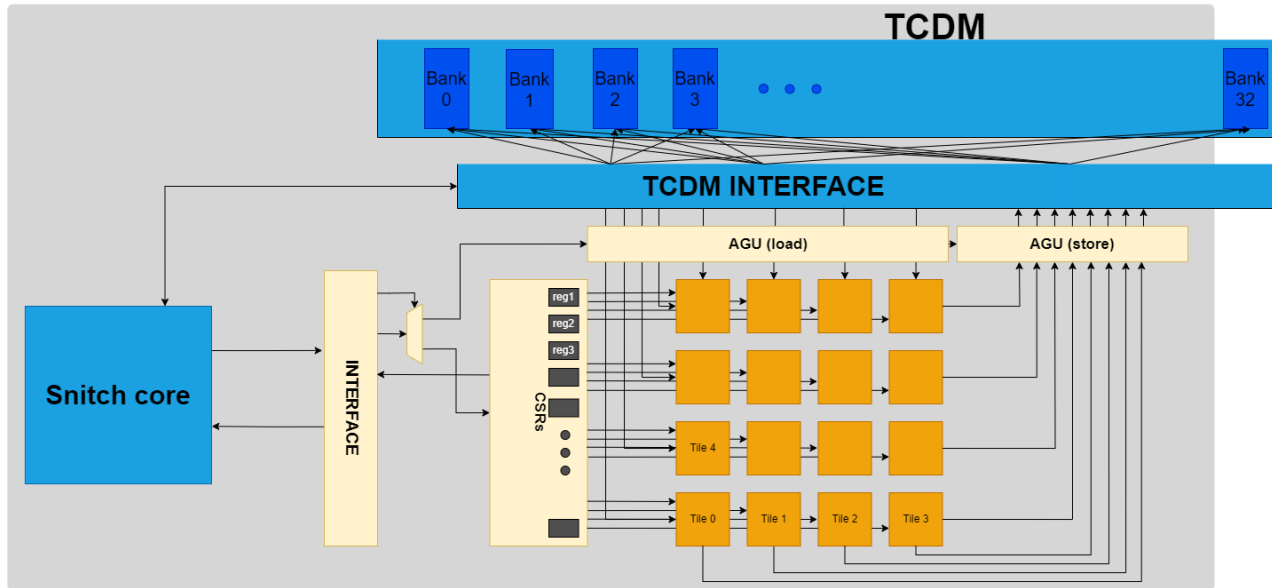 TCDM
Bank
0
Bank
1
Bank
2
Bank
3
Bank
32
TCDM INTERFACE
AGU (load)
AGU (store)
reg1
reg2
reg3
CSRs
INTERFACE
Snitch core
Tile 4
Tile 0
Tile 1
Tile 2
Tile 3